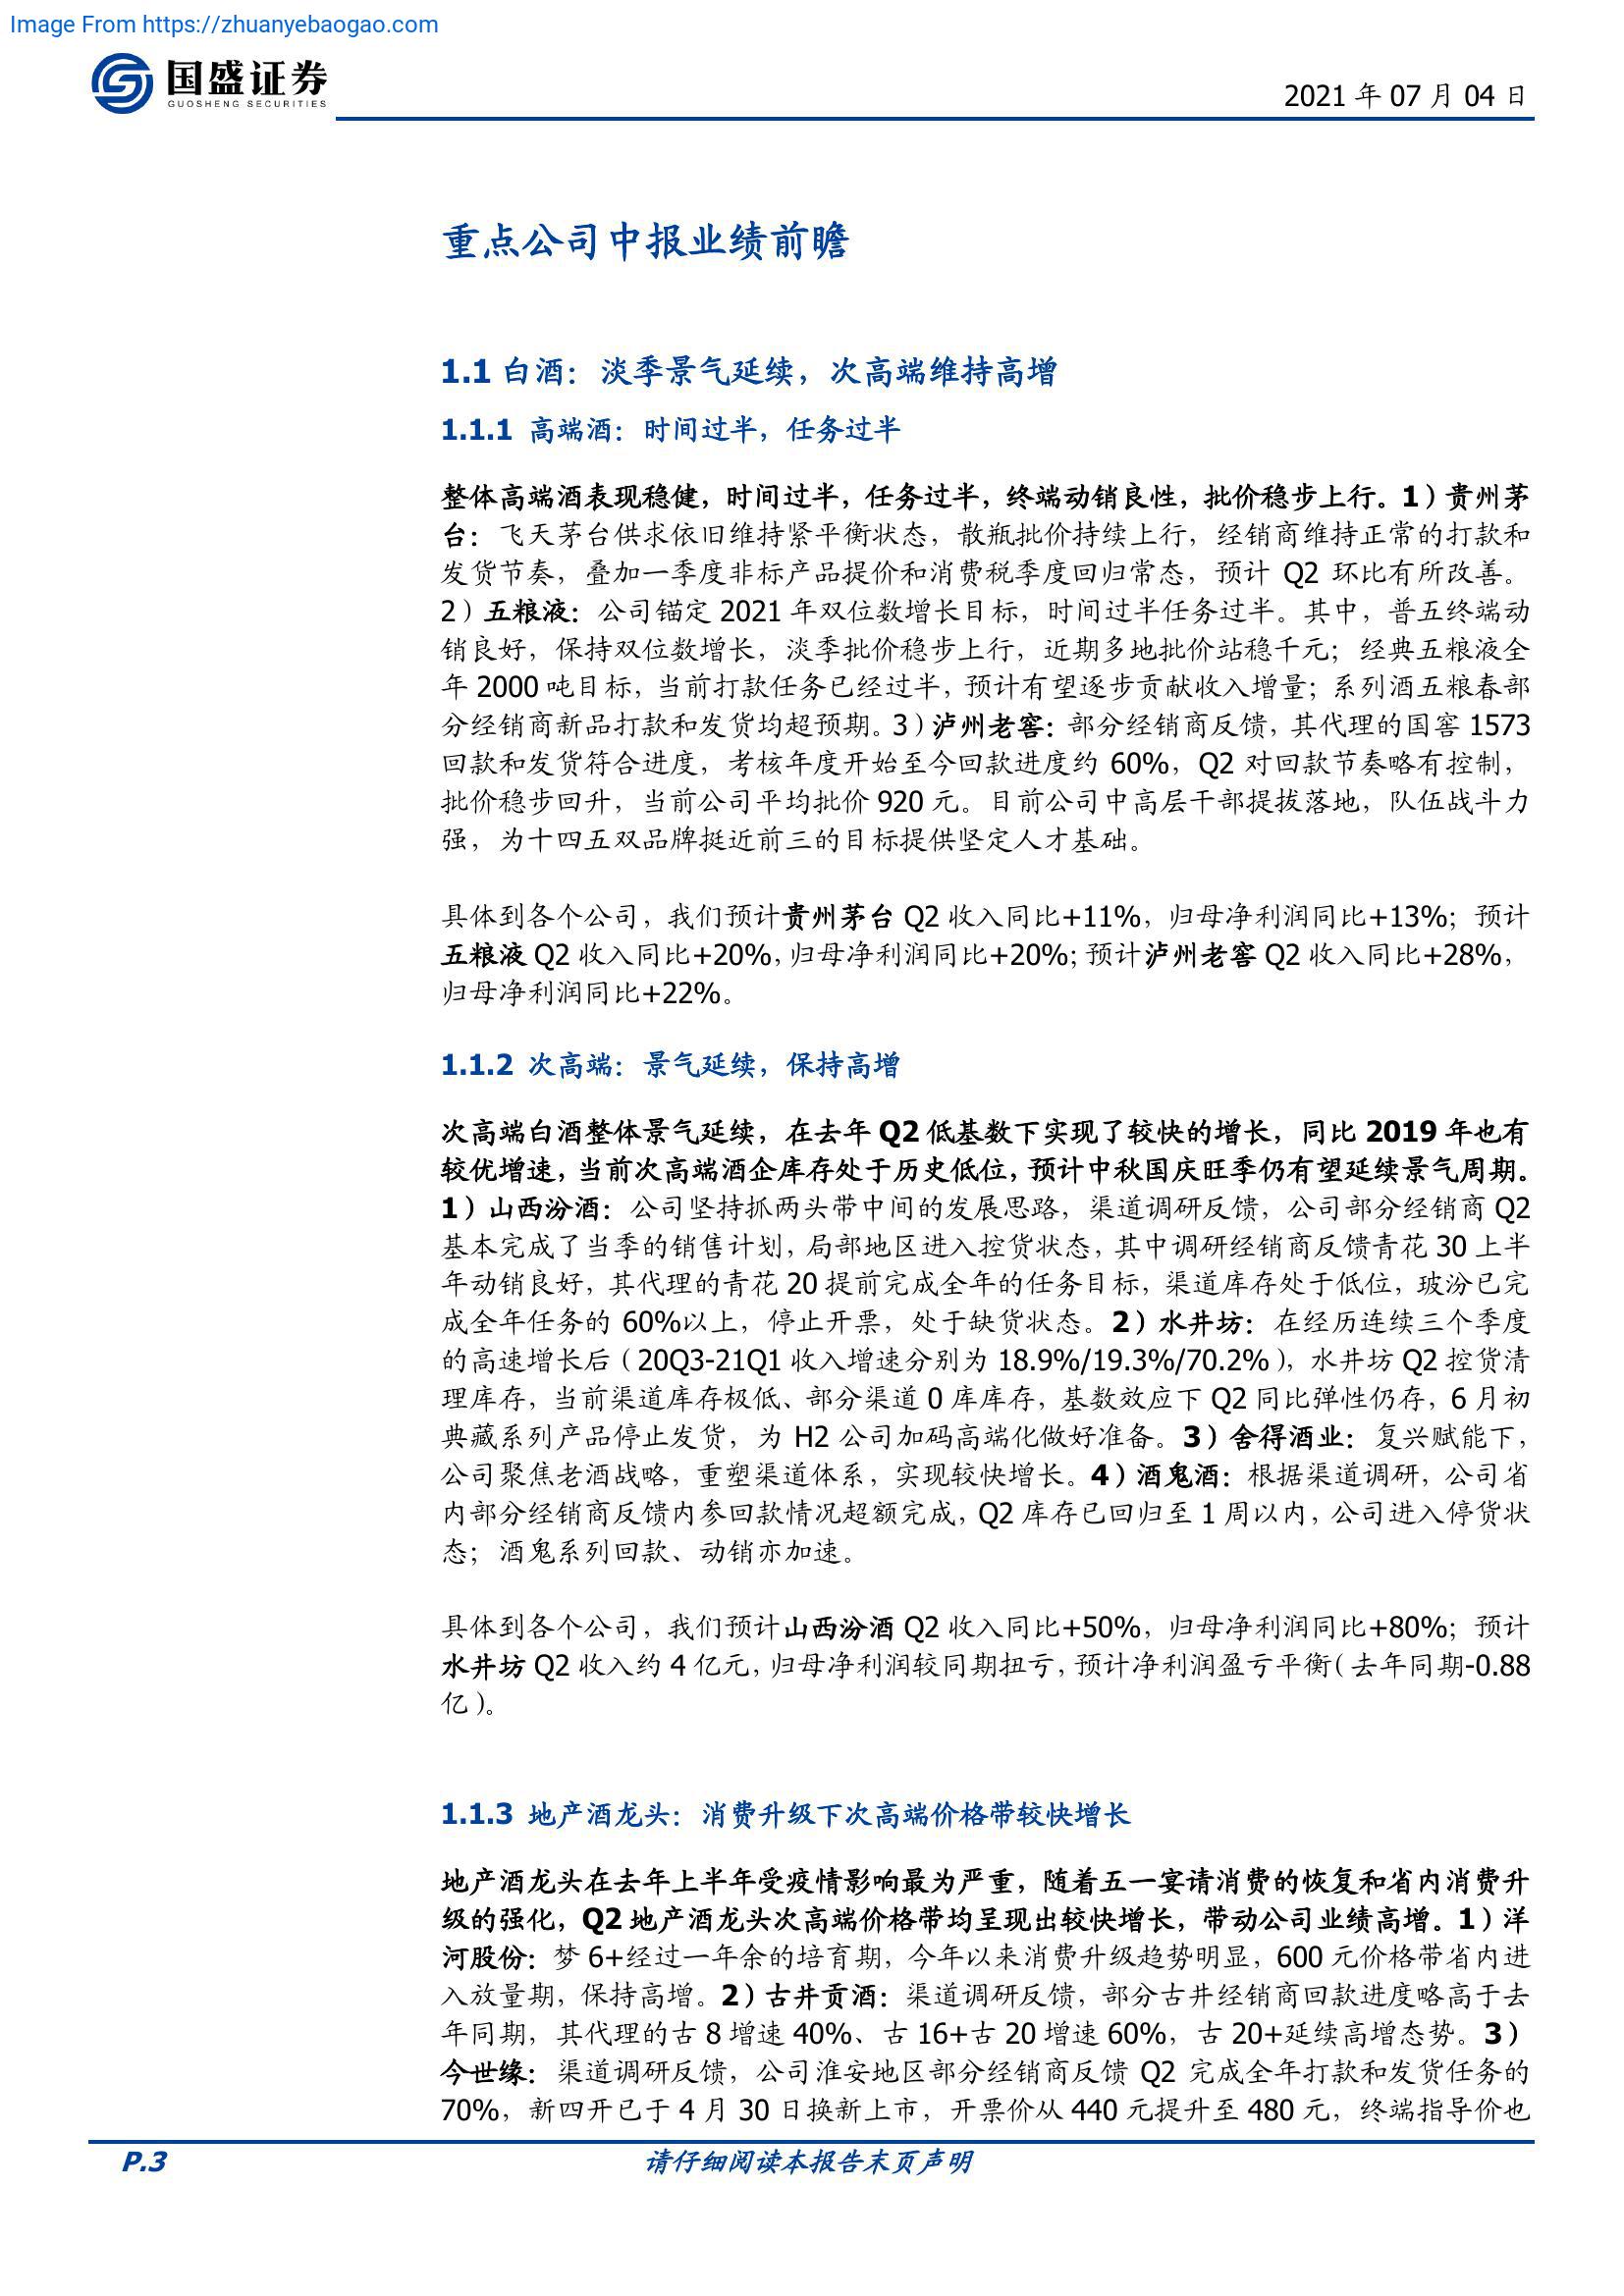 Image From https://zhuanyebaogao.com
国盛证券
GUOSHENG SECURITIES
2021 年 07 月 04 日
重点公司中报业绩前瞻
1.1 白酒：淡季景气延续，次高端维持高增
1.1.1 高端酒：时间过半，任务过半
整体高端酒表现稳健，时间过半，任务过半，终端动销良性，批价稳步上行。1）贵州茅
台：飞天茅台供求依旧维持紧平衡状态，散瓶批价持续上行，经销商维持正常的打款和
发货节奏，叠加一季度非标产品提价和消费税季度回归常态，预计 Q2 环比有所改善。
2）五粮液：公司锚定 2021 年双位数增长目标，时间过半任务过半。其中，普五终端动
销良好，保持双位数增长，淡季批价稳步上行，近期多地批价站稳千元；经典五粮液全
年 2000 吨目标，当前打款任务已经过半，预计有望逐步贡献收入增量；系列酒五粮春部
分经销商新品打款和发货均超预期。3）泸州老窖：部分经销商反馈，其代理的国窖 1573
回款和发货符合进度，考核年度开始至今回款进度约 60%，Q2 对回款节奏略有控制，
批价稳步回升，当前公司平均批价 920 元。目前公司中高层干部提拔落地，队伍战斗力
强，为十四五双品牌挺近前三的目标提供坚定人才基础。
具体到各个公司，我们预计贵州茅台 Q2 收入同比+11%，归母净利润同比+13%；预计
五粮液 Q2 收入同比+20%，归母净利润同比+20%；预计泸州老窖 Q2 收入同比+28%，
归母净利润同比+22%。
1.1.2 次高端：景气延续，保持高增
次高端白酒整体景气延续，在去年 Q2 低基数下实现了较快的增长，同比 2019 年也有
较优增速，当前次高端酒企库存处于历史低位，预计中秋国庆旺季仍有望延续景气周期。
1）山西汾酒：公司坚持抓两头带中间的发展思路，渠道调研反馈，公司部分经销商 Q2
基本完成了当季的销售计划，局部地区进入控货状态，其中调研经销商反馈青花 30 上半
年动销良好，其代理的青花 20 提前完成全年的任务目标，渠道库存处于低位，玻汾已完
成全年任务的 60%以上，停止开票，处于缺货状态。2）水井坊：在经历连续三个季度
的高速增长后（20Q3-21Q1 收入增速分别为 18.9%/19.3%/70.2%），水井坊 Q2 控货清
理库存，当前渠道库存极低、部分渠道 0 库库存，基数效应下 Q2 同比弹性仍存，6 月初
典藏系列产品停止发货，为 H2 公司加码高端化做好准备。3）舍得酒业：复兴赋能下，
公司聚焦老酒战略，重塑渠道体系，实现较快增长。4）酒鬼酒：根据渠道调研，公司省
内部分经销商反馈内参回款情况超额完成，Q2 库存已回归至 1 周以内，公司进入停货状
态；酒鬼系列回款、动销亦加速。
具体到各个公司，我们预计山西汾酒 Q2 收入同比+50%，归母净利润同比+80%；预计
水井坊 Q2 收入约 4 亿元，归母净利润较同期扭亏，预计净利润盈亏平衡（去年同期-0.88
亿）。
1.1.3 地产酒龙头：消费升级下次高端价格带较快增长
地产酒龙头在去年上半年受疫情影响最为严重，随着五一宴请消费的恢复和省内消费升
级的强化，Q2 地产酒龙头次高端价格带均呈现出较快增长，带动公司业绩高增。1）洋
河股份：梦 6+经过一年余的培育期，今年以来消费升级趋势明显，600 元价格带省内进
入放量期，保持高增。2）古井贡酒：渠道调研反馈，部分古井经销商回款进度略高于去
年同期，其代理的古 8 增速 40%、古 16+古 20 增速 60%，古 20+延续高增态势。3）
今世缘：渠道调研反馈，公司淮安地区部分经销商反馈 Q2 完成全年打款和发货任务的
70%，新四开已于 4 月 30 日换新上市，开票价从 440 元提升至 480 元，终端指导价也
P.3
请仔细阅读本报告末页声明